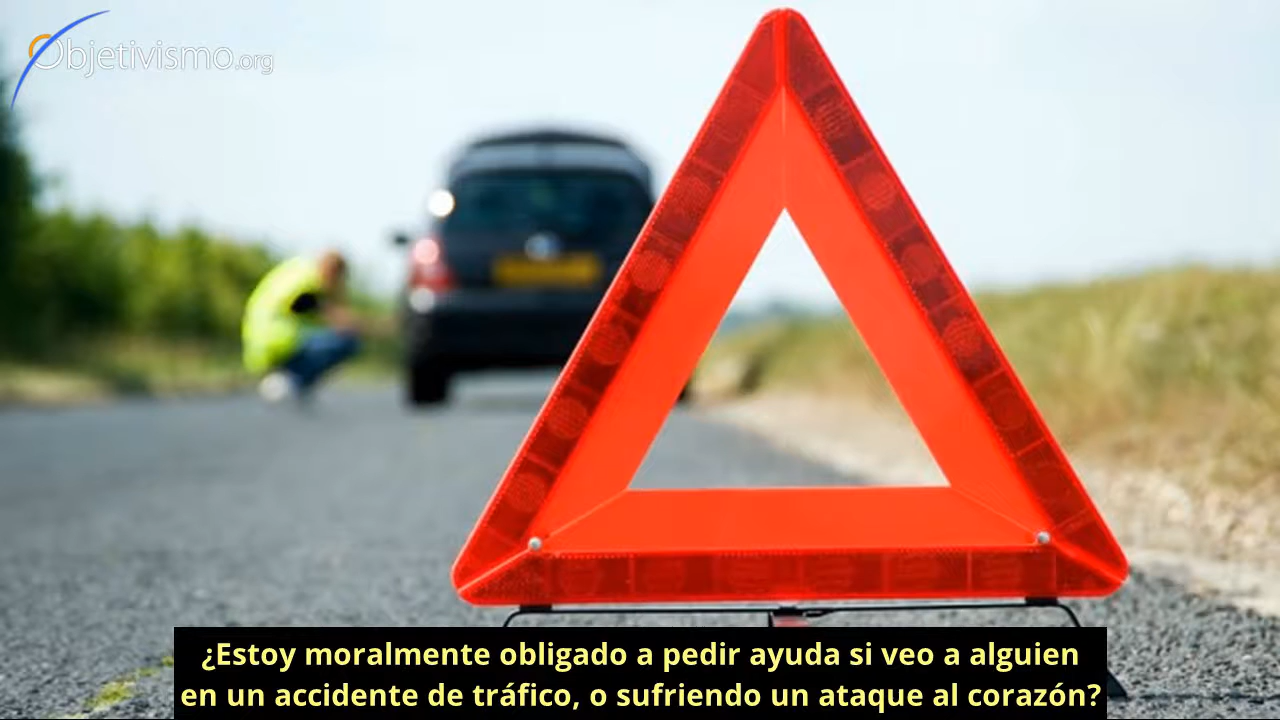 Objetivismo.org
¿Estoy moralmente obligado a pedir ayuda si veo a alguien
en un accidente de tráfico, o sufriendo un ataque al corazón?